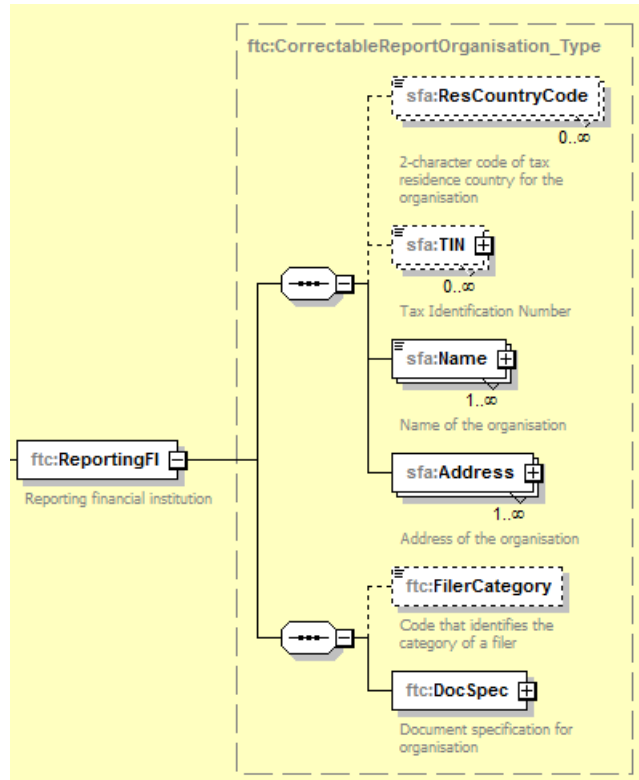 ftc:CorrectableReportOrganisation_Type
sfa:ResCountryCode
0..∞
2-character code of tax
residence country for the
organisation
sfa:TIN
0..∞
Tax Identification Number
sfa:Name
1..∞
Name of the organisation
ftc:ReportingFI
Reporting financial institution
sfa:Address
1..∞
Address of the organisation
ftc:FilerCategory
Code that identifies the
category of a filer
ftc:DocSpec
Document specification for
organisation